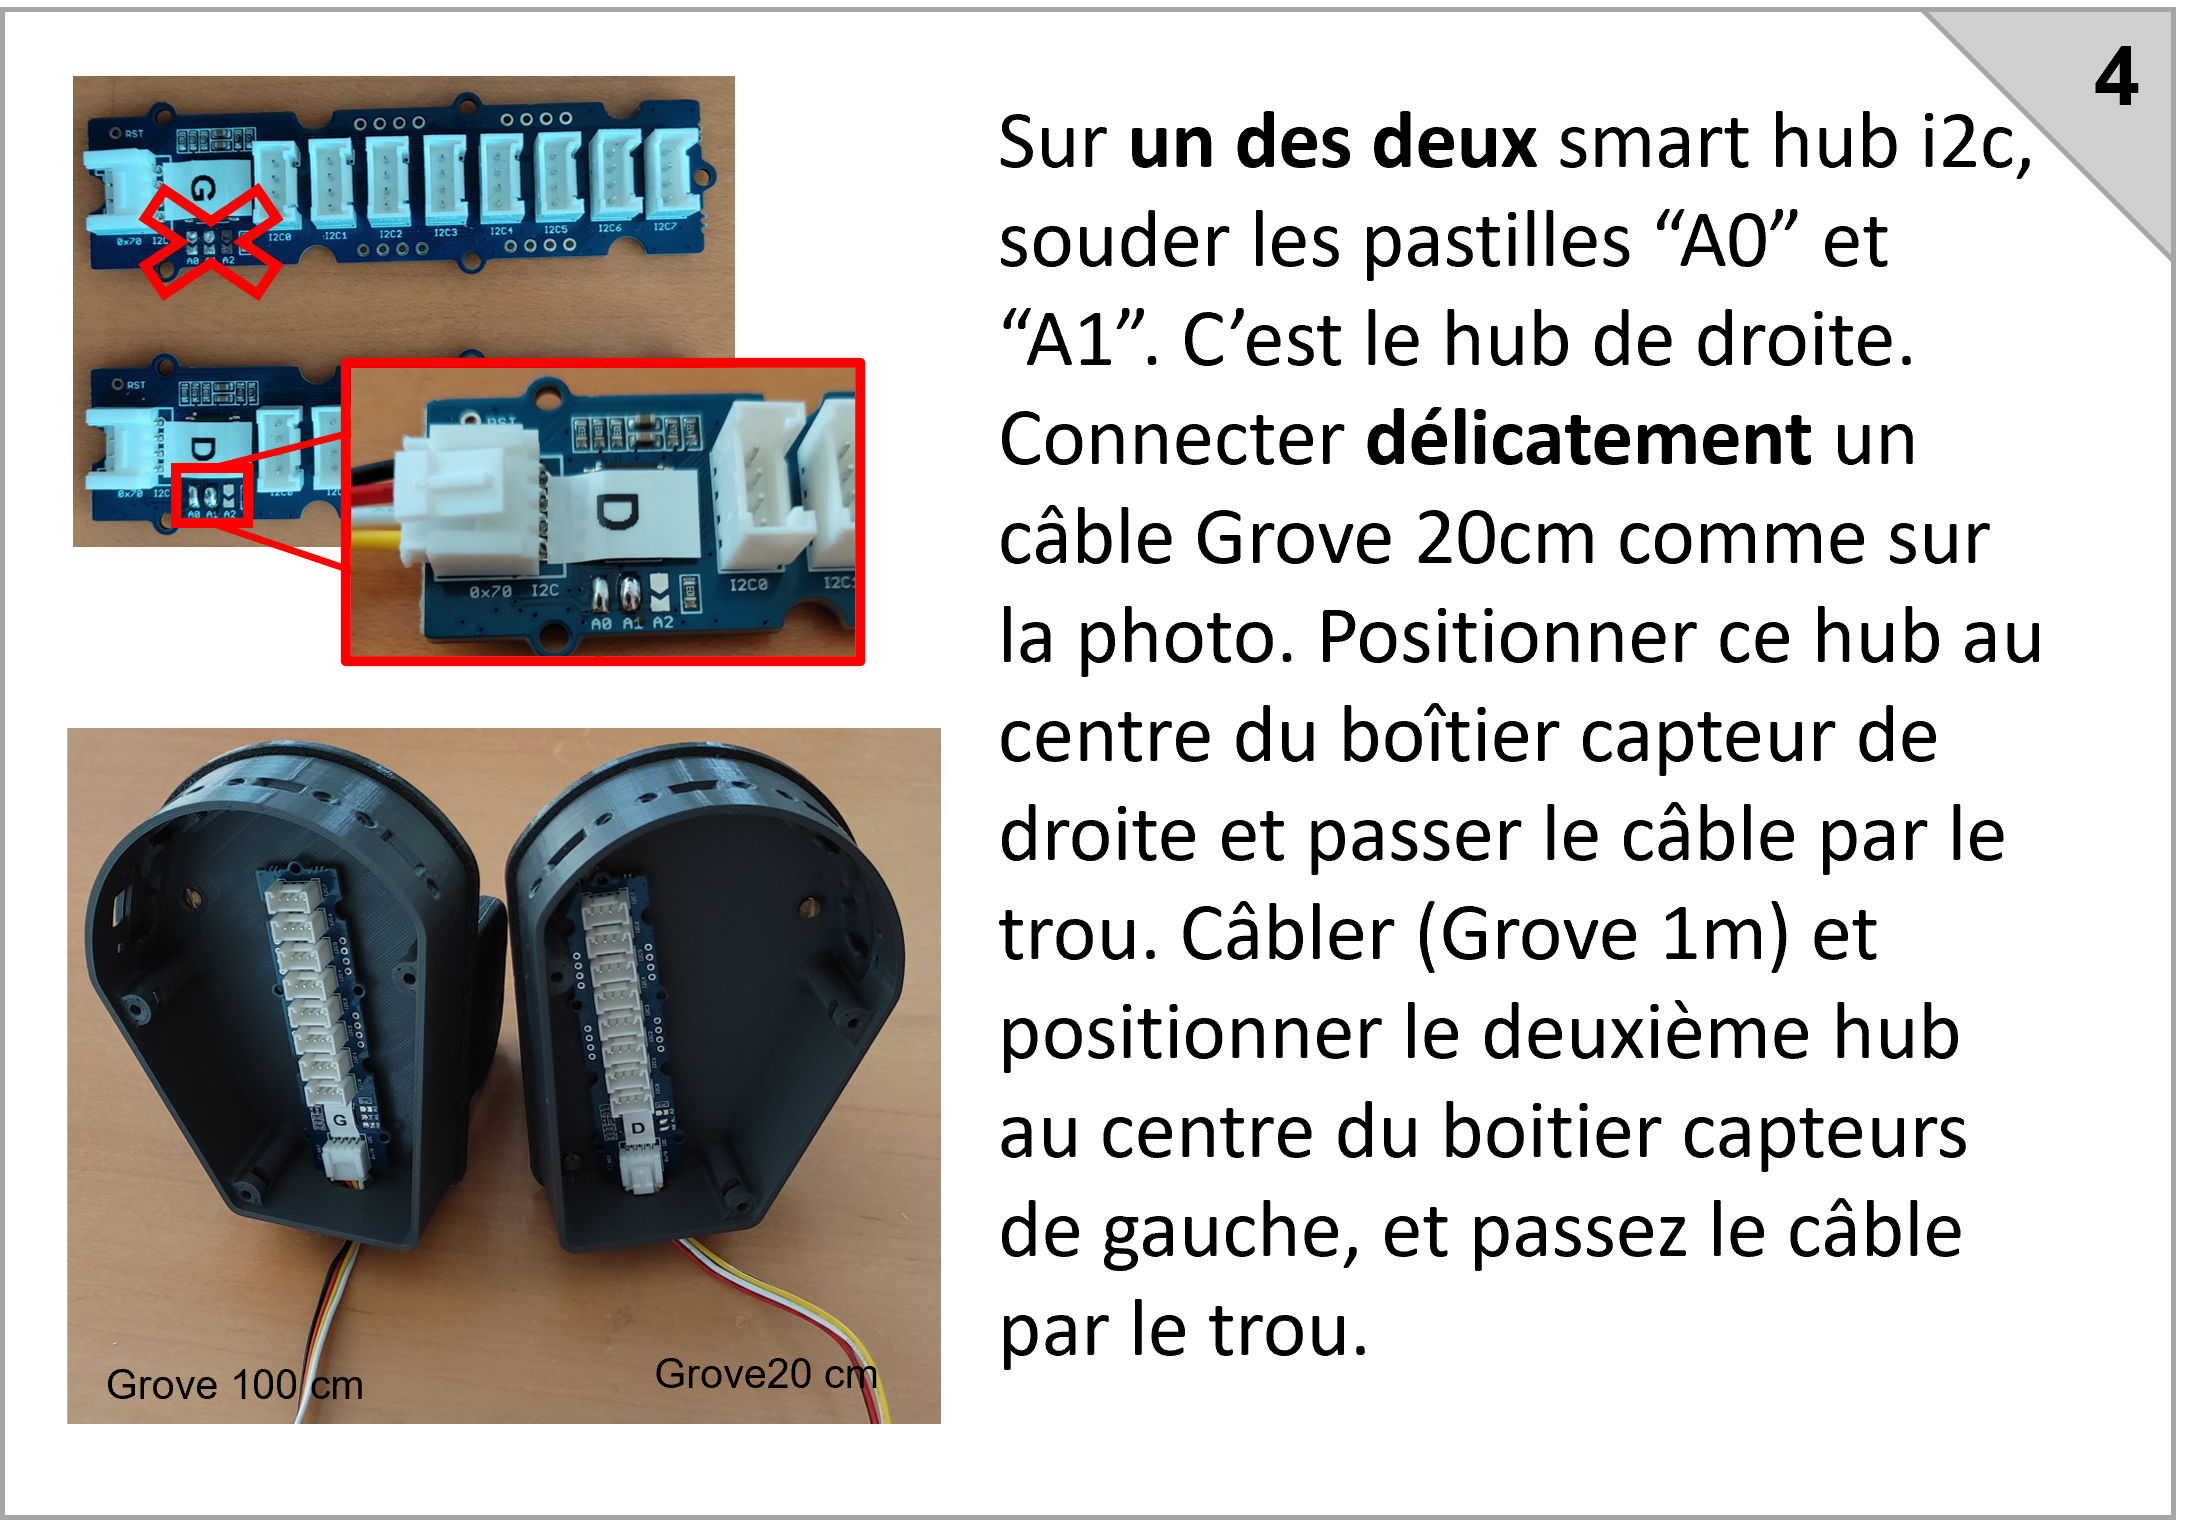 4
Sur un des deux smart hub i2c,
souder les pastilles “A0” et
“A1”. C’est le hub de droite.
Connecter délicatement un
câble Grove 20cm comme sur
la photo. Positionner ce hub au
centre du boîtier capteur de
droite et passer le câble par le
trou. Câbler (Grove 1m) et
positionner le deuxième hub
au centre du boitier capteurs
de gauche, et passez le câble
par le trou.
RST
G
0x70 I2C
I2C0 I2C1 I2C2 I2C3 I2C4 I2C5 I2C6 I2C7
A0 A2
RST
D
0x70
A0 A1 A2
D
0x70 I2C
I2C0
A0 A1 A2
G
D
Grove 100 cm
Grove20 cm